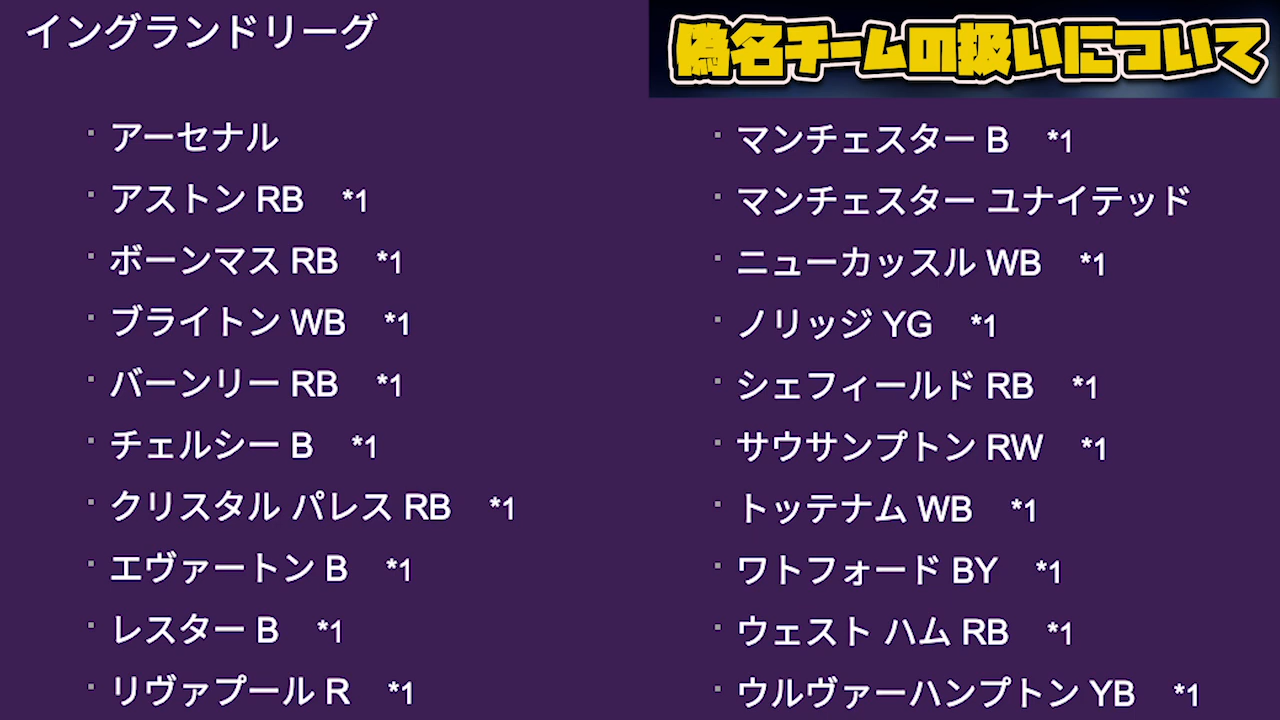 イングランドリーグ
偽名チームの扱いについて
アーセナル
アストン RB *1
ボーンマス RB *1
ブライトン WB *1
バーンリー RB *1
チェルシー B *1
クリスタル パレス RB *1
エヴァートン B *1
レスター B *1
リヴァプール R *1
マンチェスター B *1
マンチェスター ユナイテッド
ニューカッスル WB *1
ノリッジ YG *1
シェフィールド RB *1
サウサンプトン RW *1
トッテナム WB *1
ワトフォード BY *1
ウェスト ハム RB *1
ウルヴァーハンプトン YB *1